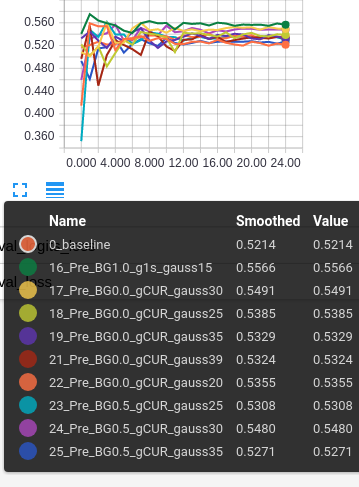 0.560
0.520
0.480
0.440
0.400
0.360
0.000 4.000 8.000 12.00 16.00 20.00 24.00
Name Smoothed Value
0_baseline 0.5214 0.5214
16_Pre_BG1.0_g1s_gauss15 0.5566 0.5566
17_Pre_BG0.0_gCUR_gauss30 0.5491 0.5491
18_Pre_BG0.0_gCUR_gauss25 0.5385 0.5385
19_Pre_BG0.0_gCUR_gauss35 0.5329 0.5329
21_Pre_BG0.0_gCUR_gauss39 0.5324 0.5324
22_Pre_BG0.0_gCUR_gauss20 0.5355 0.5355
23_Pre_BG0.5_gCUR_gauss25 0.5308 0.5308
24_Pre_BG0.5_gCUR_gauss30 0.5480 0.5480
25_Pre_BG0.5_gCUR_gauss35 0.5271 0.5271